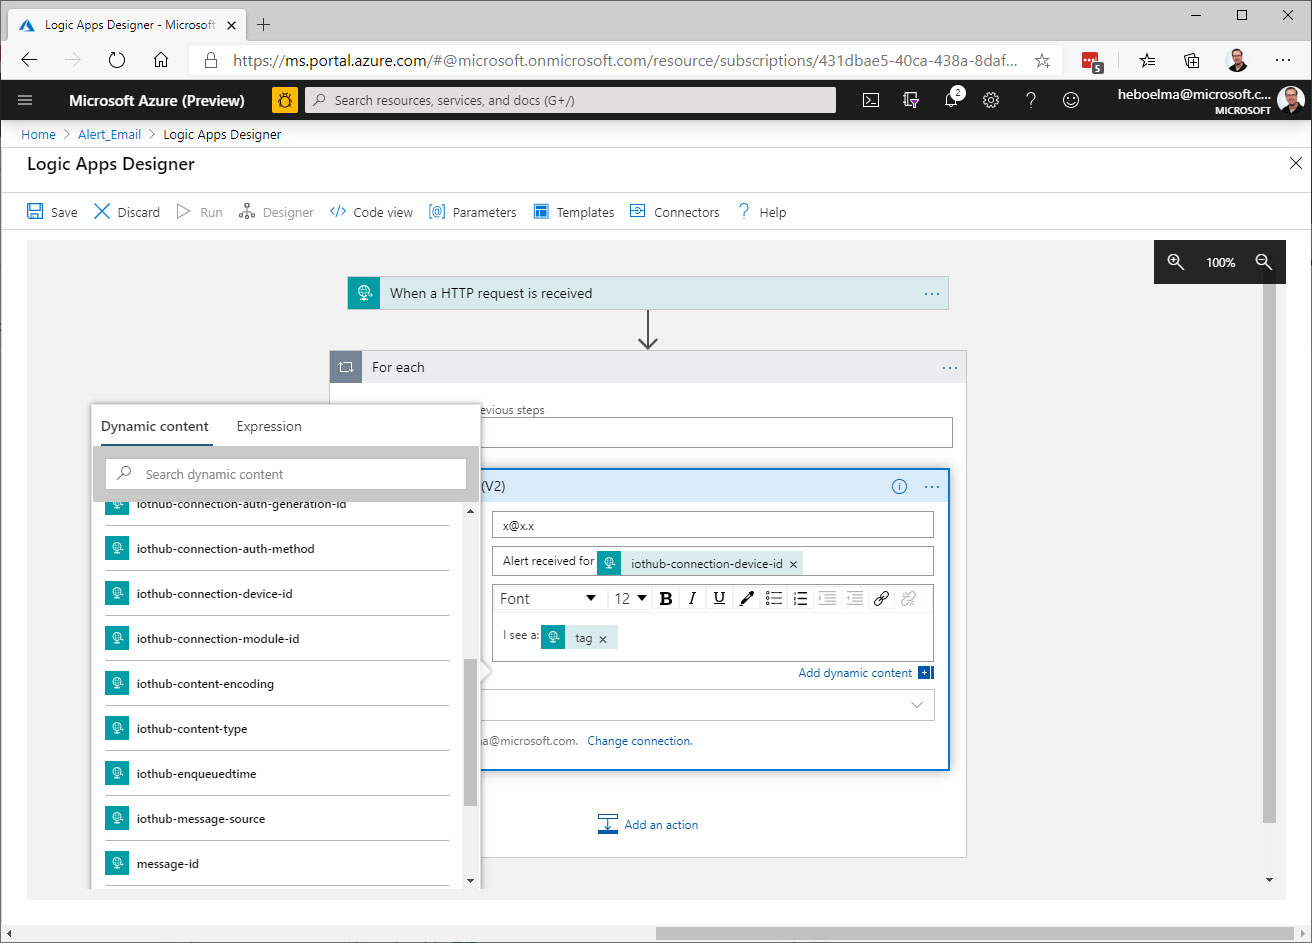 Logic Apps Designer - Microsoft
https://ms.portal.azure.com/#@microsoft.onmicrosoft.com/resource/subscriptions/431dbae5-40ca-438a-8daf...
5
Microsoft Azure (Preview)
Search resources, services, and docs (G+/)
2
heboelma@microsoft.c...
MICROSOFT
Home > Alert_Email > Logic Apps Designer
Logic Apps Designer
Save Discard Run Designer Code view Parameters Templates Connectors Help
100%
When a HTTP request is received
For each
evious steps
Dynamic content Expression
Search dynamic content
iothub-connection-auth-generation-id
iothub-connection-auth-method
iothub-connection-device-id
iothub-connection-module-id
iothub-content-encoding
iothub-content-type
iothub-enqueuedtime
iothub-message-source
message-id
(V2)
x@x.x
Alert received for iothub-connection-device-id ×
Font 12 B I U
I see a: tag ×
Add dynamic content
na@microsoft.com. Change connection.
Add an action